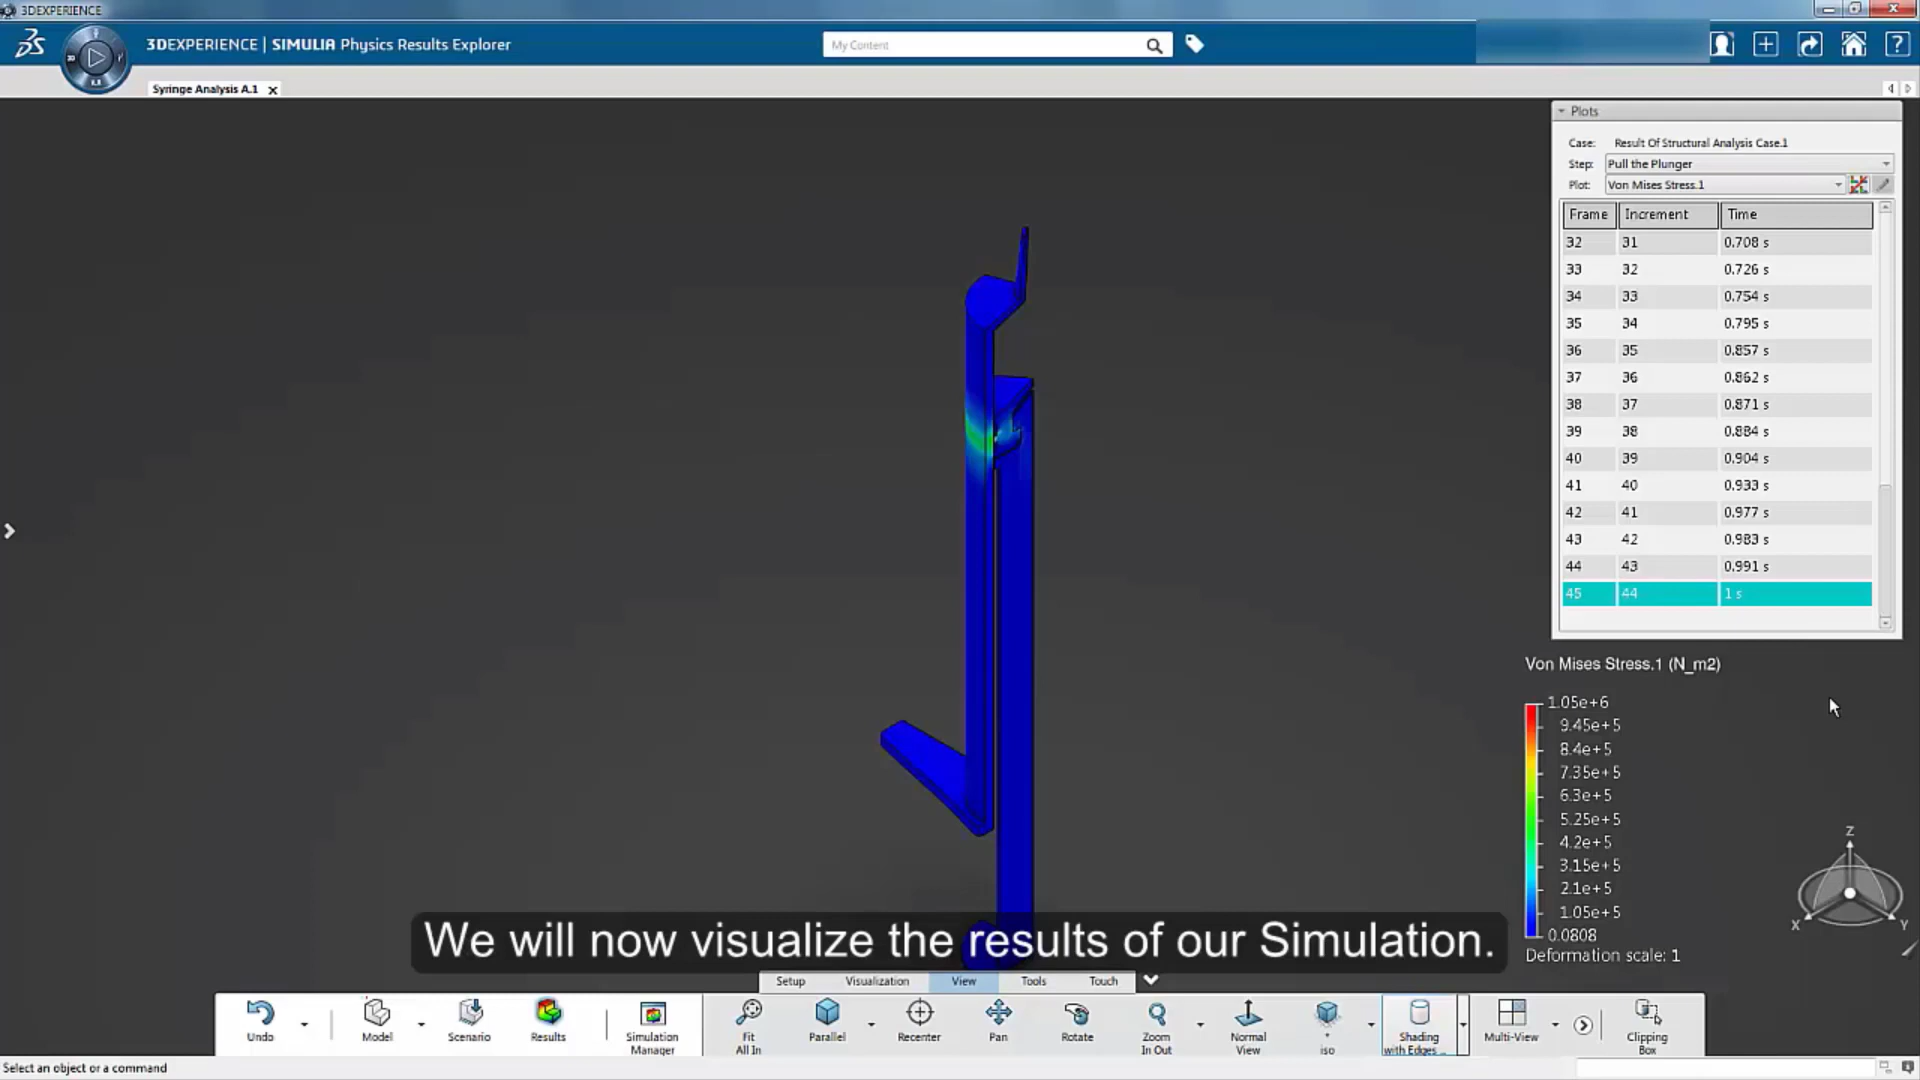 3DEXPERIENCE
3DEXPERIENCE | SIMULIA Physics Results Explorer
My Content
Syringe Analysis A.1
Plots
Case: Result Of Structural Analysis Case.1
Step: Pull the Plunger
Plot: Von Mises Stress.1
Frame Increment Time
32 31 0.708 s
33 32 0.726 s
34 33 0.754 s
35 34 0.795 s
36 35 0.857 s
37 36 0.862 s
38 37 0.871 s
39 38 0.884 s
40 39 0.904 s
41 40 0.933 s
42 41 0.977 s
43 42 0.983 s
44 43 0.991 s
45 44 1 s
Von Mises Stress.1 (N_m2)
1.05e+6
9.45e+5
8.4e+5
7.35e+5
6.3e+5
5.25e+5
4.2e+5
3.15e+5
2.1e+5
1.05e+5
0.0808
Deformation scale: 1
Z
X
Y
We will now visualize the results of our Simulation.
Setup Visualization View Tools Touch
Undo
Model
Scenario
Results
Simulation Manager
Fit All In
Parallel
Recenter
Pan
Rotate
Zoom In Out
Normal View
* iso
Shading with Edges ...
Multi-View
Clipping Box
Select an object or a command